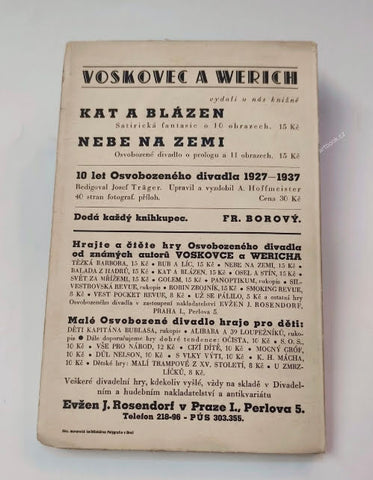 VOSKOVEC A WERICH
vydali u nás knižně
KAT A BLÁZEN
Satirická fantasie o 10 obrazech. 15 Kč
NEBE NA ZEMI
Osvobozené divadlo o prologu a 11 obrazech. 15 Kč
10 let Osvobozeného divadla 1927—1937
Redigoval Josef Träger. Upravil a vyzdobil A. Hoffmeister
40 stran fotograf. příloh. Cena 30 Kč
Dodá každý knihkupec. FR. BOROVÝ.
Hrajte a čtěte hry Osvobozeného divadla
od známých autorů VOSKOVCE a WERICHA
TĚŽKÁ BARBORA, 15 Kč • RUB A LÍC, 15 Kč • NEBE NA ZEMI, 15 Kč •
BALADA Z HADRŮ, 15 Kč • KAT A BLÁZEN, 15 Kč • OSEL A STÍN, 15 Kč •
SVĚT ZA MŘÍŽEMI, 15 Kč • GOLEM, 15 Kč • PANOPTIKUM, rukopis • SIL-
VESTROVSKÁ REVUE, rukopis • ROBIN ZBOJNÍK, 15 Kč • SMOKING REVUE,
8 Kč • VEST POCKET REVUE, 8 Kč • UŽ SE PÁLILO, 5 Kč a ostatní hry
Osvobozeného divadla v nakladatelství EVŽEN J. ROSENDORF,
PRAHA I., Perlova 5.
Malé Osvobozené divadlo hraje pro děti:
DĚTI KAPITÁNA BUBLASA, rukopis • ALIBABA A 39 LOUPEŽNÍKŮ, ruko-
pis • Dále doporučujeme hry dobré tendence: OČISTA, 10 Kč • S. O. S.,
10 Kč • VŠE PRO NÁROD, 12 Kč • CIZÍ DÍTĚ, 10 Kč • MOCNÝ GRÓF,
10 Kč • DŮL NELSON, 10 Kč • S VLKY VÝTI, 10 Kč • K. H. MÁCHA,
10 Kč • Dětské hry: MALÍ TRAMPOVÉ Z XV. STOLETÍ, 8 Kč • U ZMRZ-
LÍČKŮ, 8 Kč.
Veškeré divadelní hry, kdekoliv vyšlé, vždy na skladě v Divadel-
ním a hudebním nakladatelství a antikvariátu
Evžen J. Rosendorf v Praze I., Perlova 5.
Telefon 218-96 - PÚS 303.355.
artbook.cz